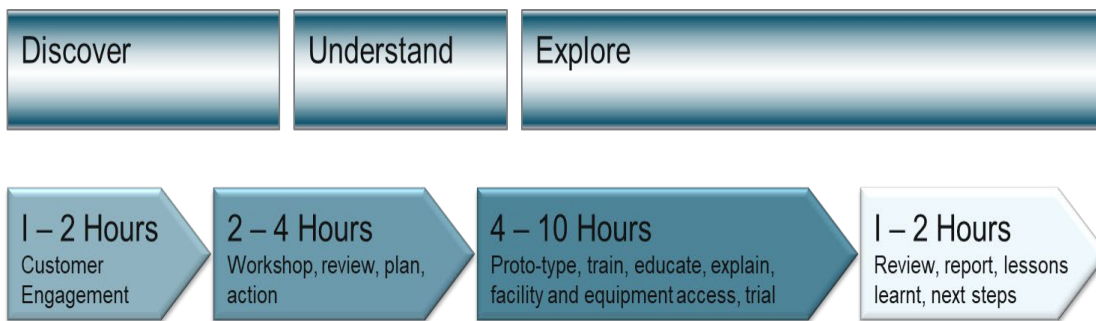 Discover
Understand
Explore
I – 2 Hours
Customer
Engagement
2 – 4 Hours
Workshop, review, plan,
action
4 – 10 Hours
Proto-type, train, educate, explain,
facility and equipment access, trial
I – 2 Hours
Review, report, lessons
learnt, next steps